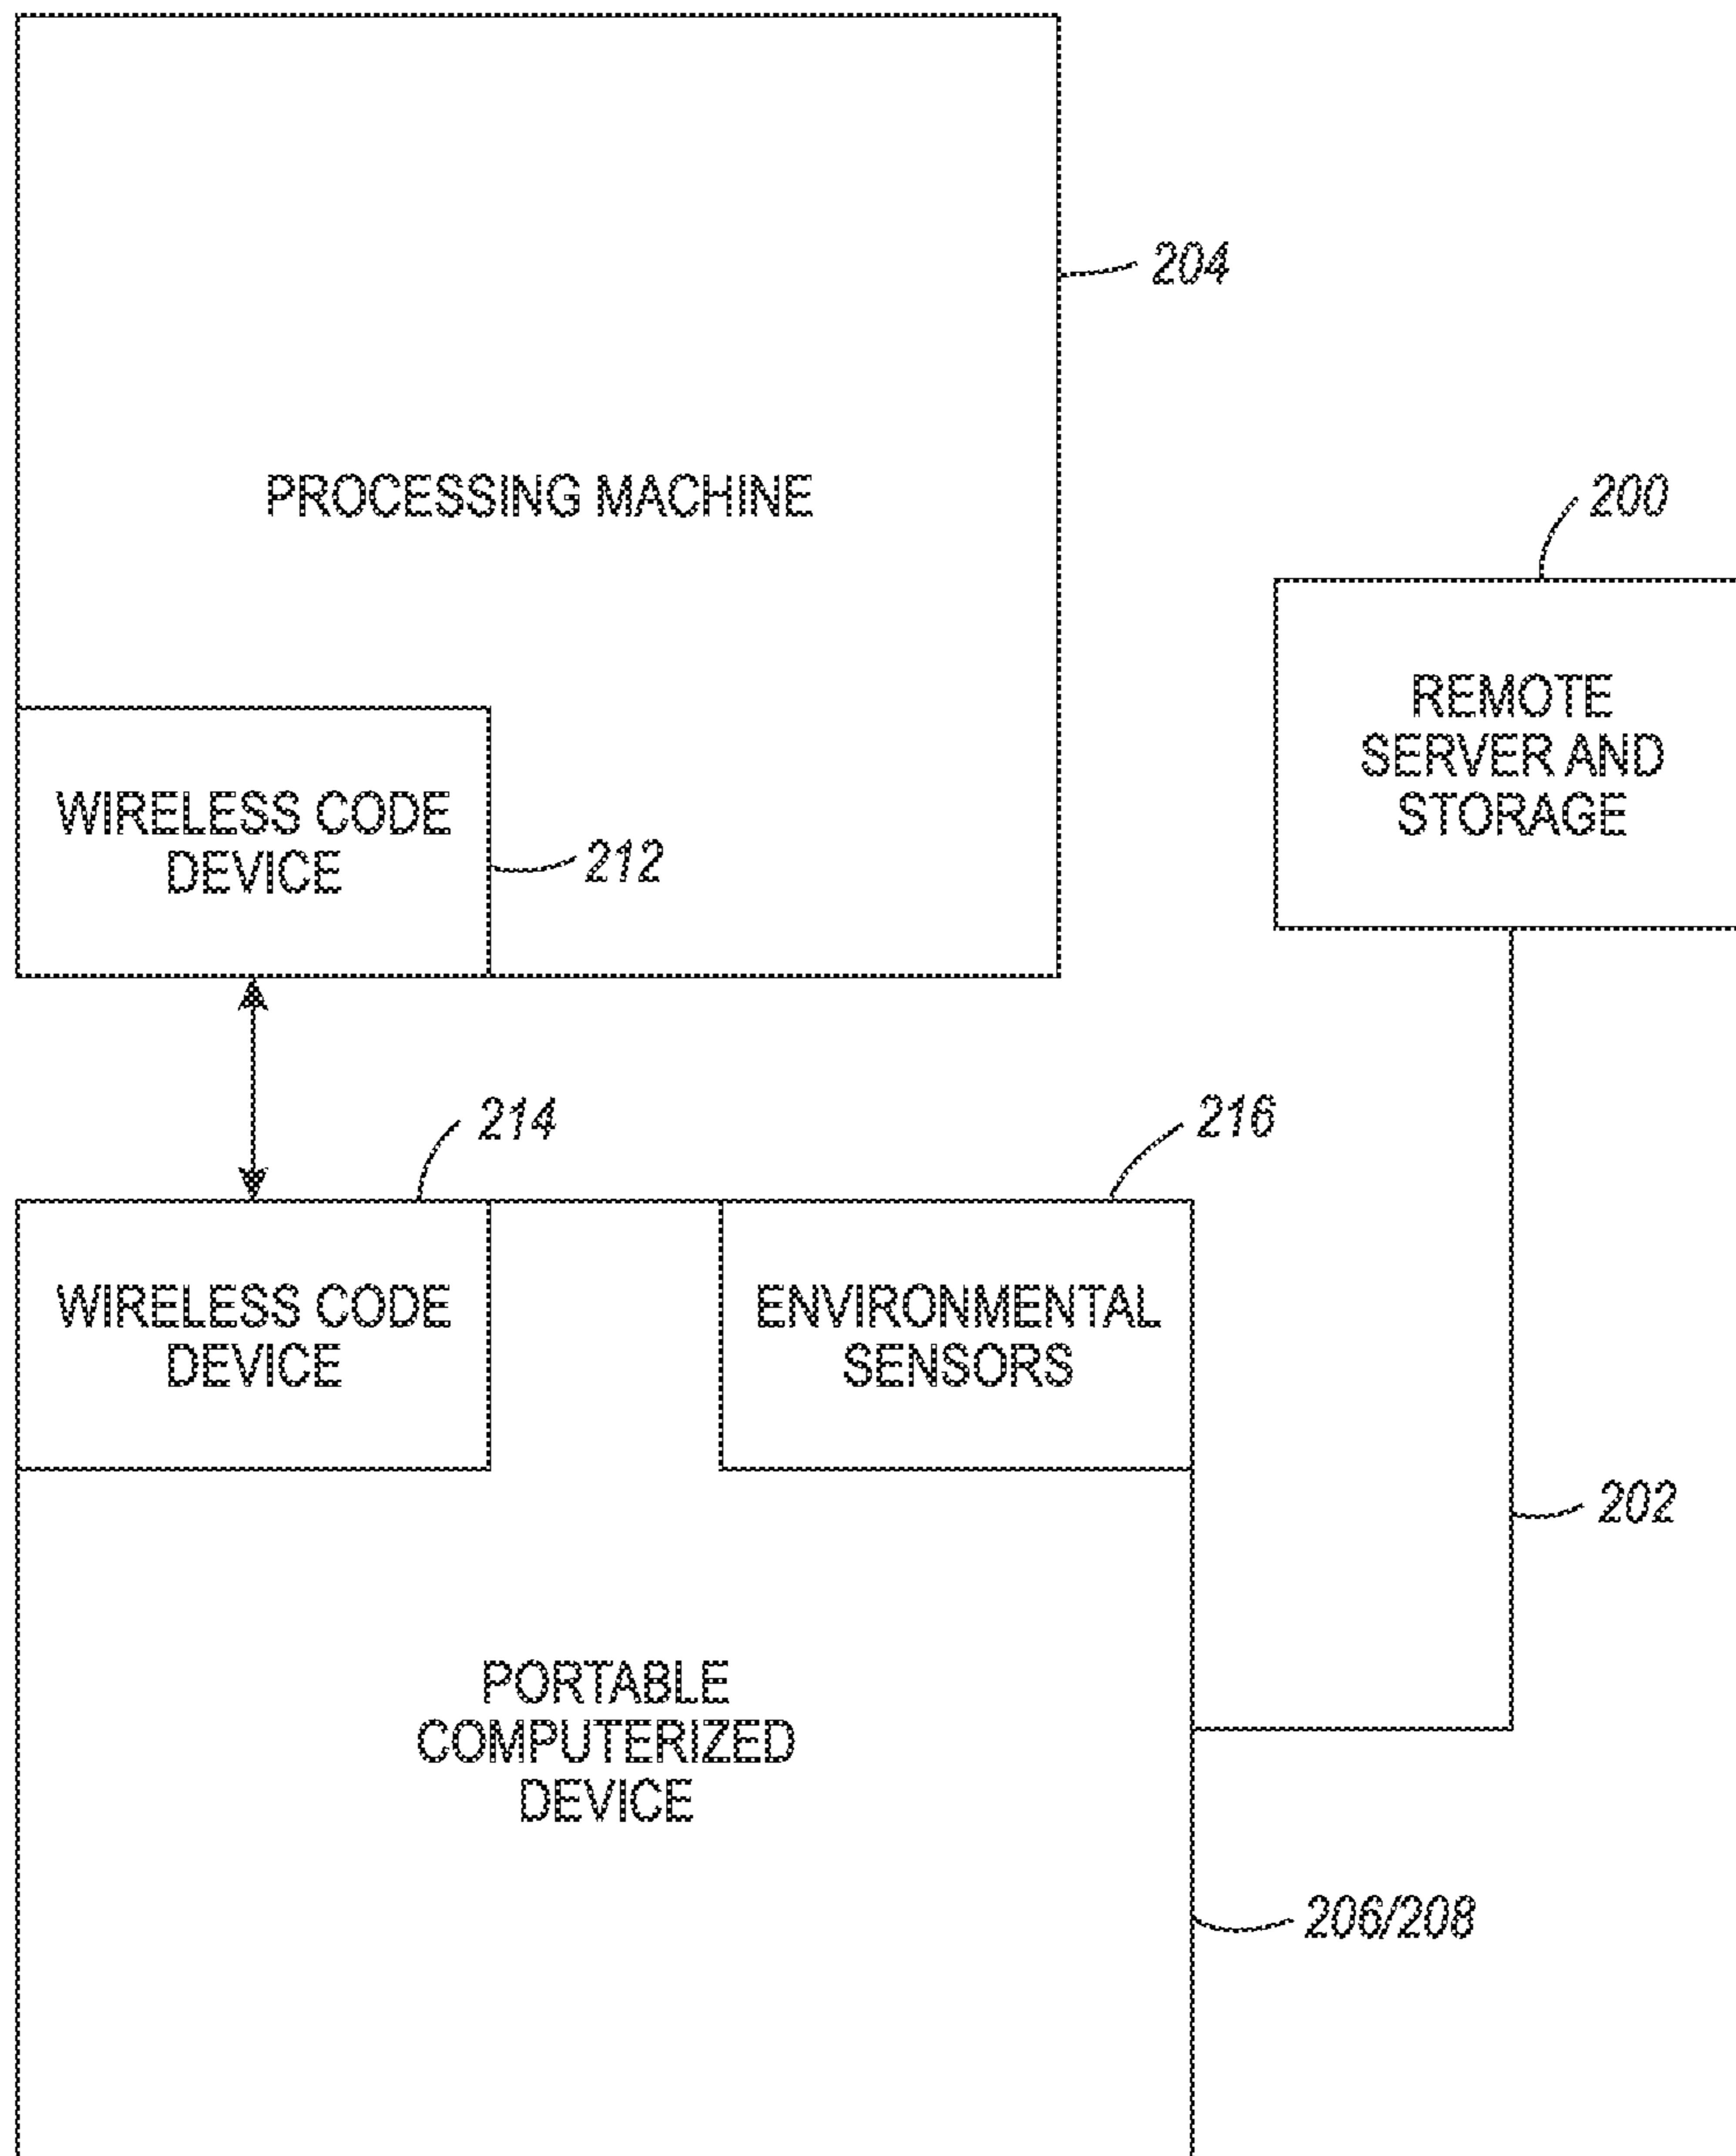 204
PROCESSING MACHINE
200
REMOTE
SERVER AND
STORAGE
WIRELESS CODE
DEVICE
212
214
216
WIRELESS CODE
DEVICE
ENVIRONMENTAL
SENSORS
202
PORTABLE
COMPUTERIZED
DEVICE
206/208